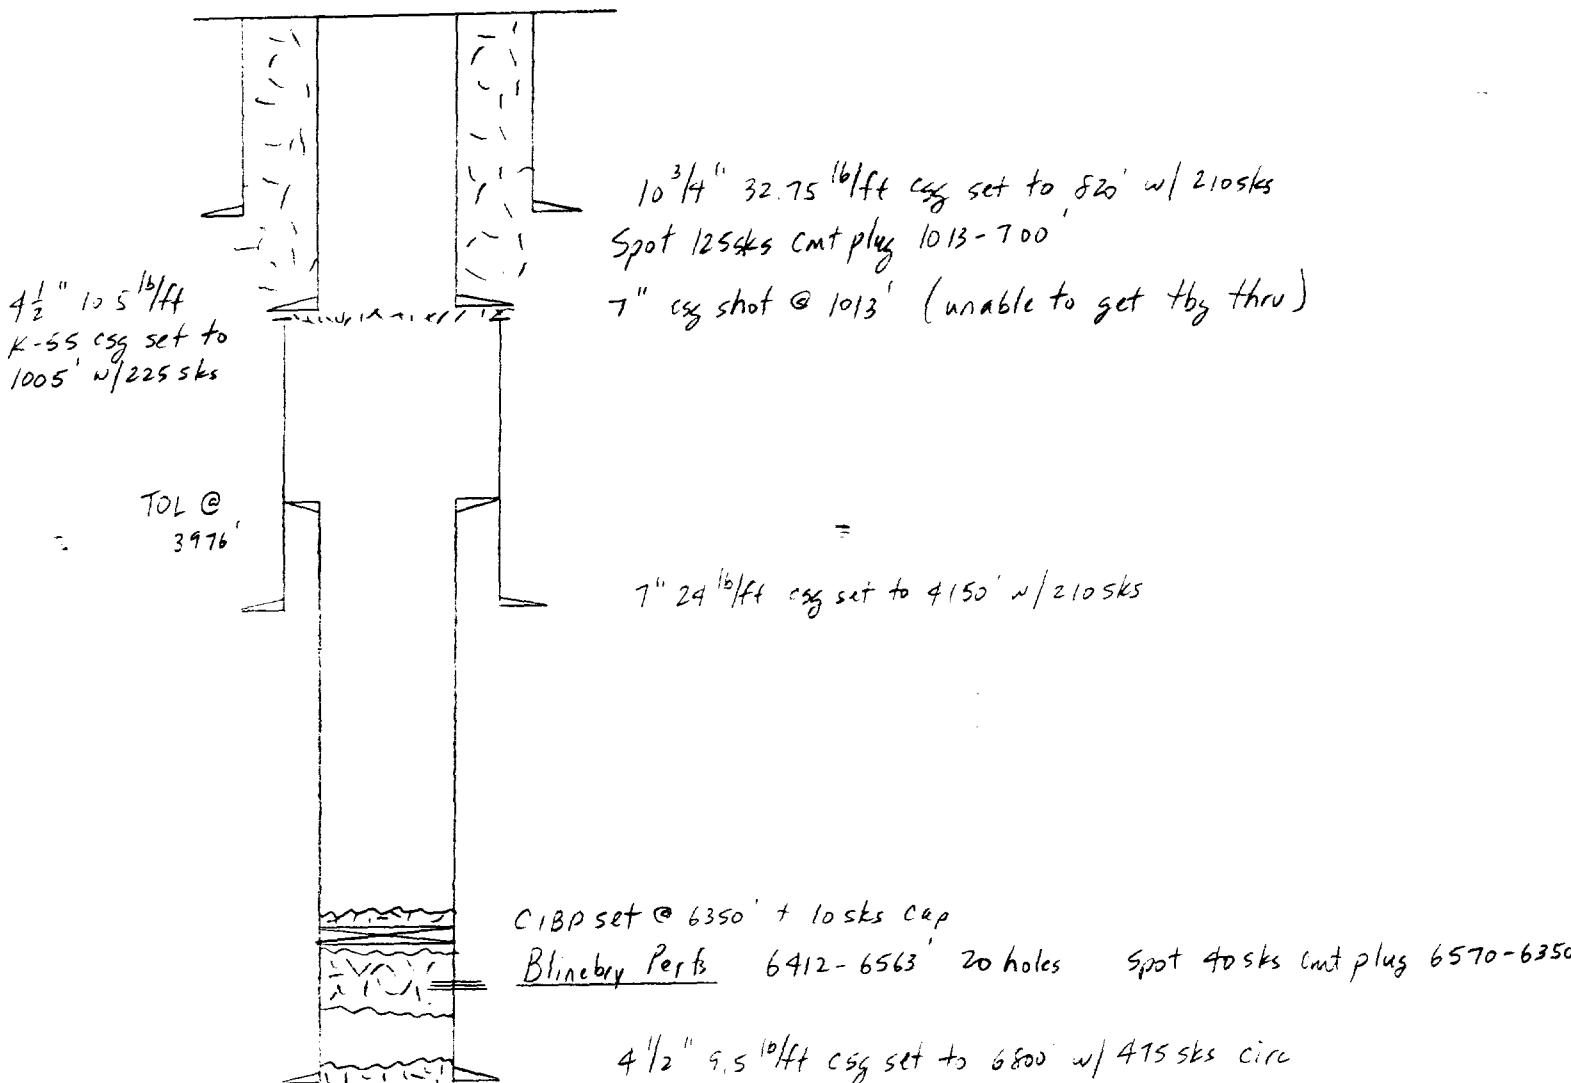 10 3/4" 32.75 lb/ft csg set to 820' w/ 210sks
Spot 125sks Cmt plug 1013-700'
4 1/2" 10.5 lb/ft
K-55 csg set to
1005' w/225 sks
7" csg shot @ 1013' (unable to get tbg thru)
TOL @
3976'
7" 24 lb/ft csg set to 4150' w/210 sks
CIBP set @ 6350' + 10 sks cap
Blinebry Perfs 6412-6563' 20 holes Spot 40sks Cmt plug 6570-6350
4 1/2" 9.5 lb/ft csg set to 6800' w/ 475 sks circ